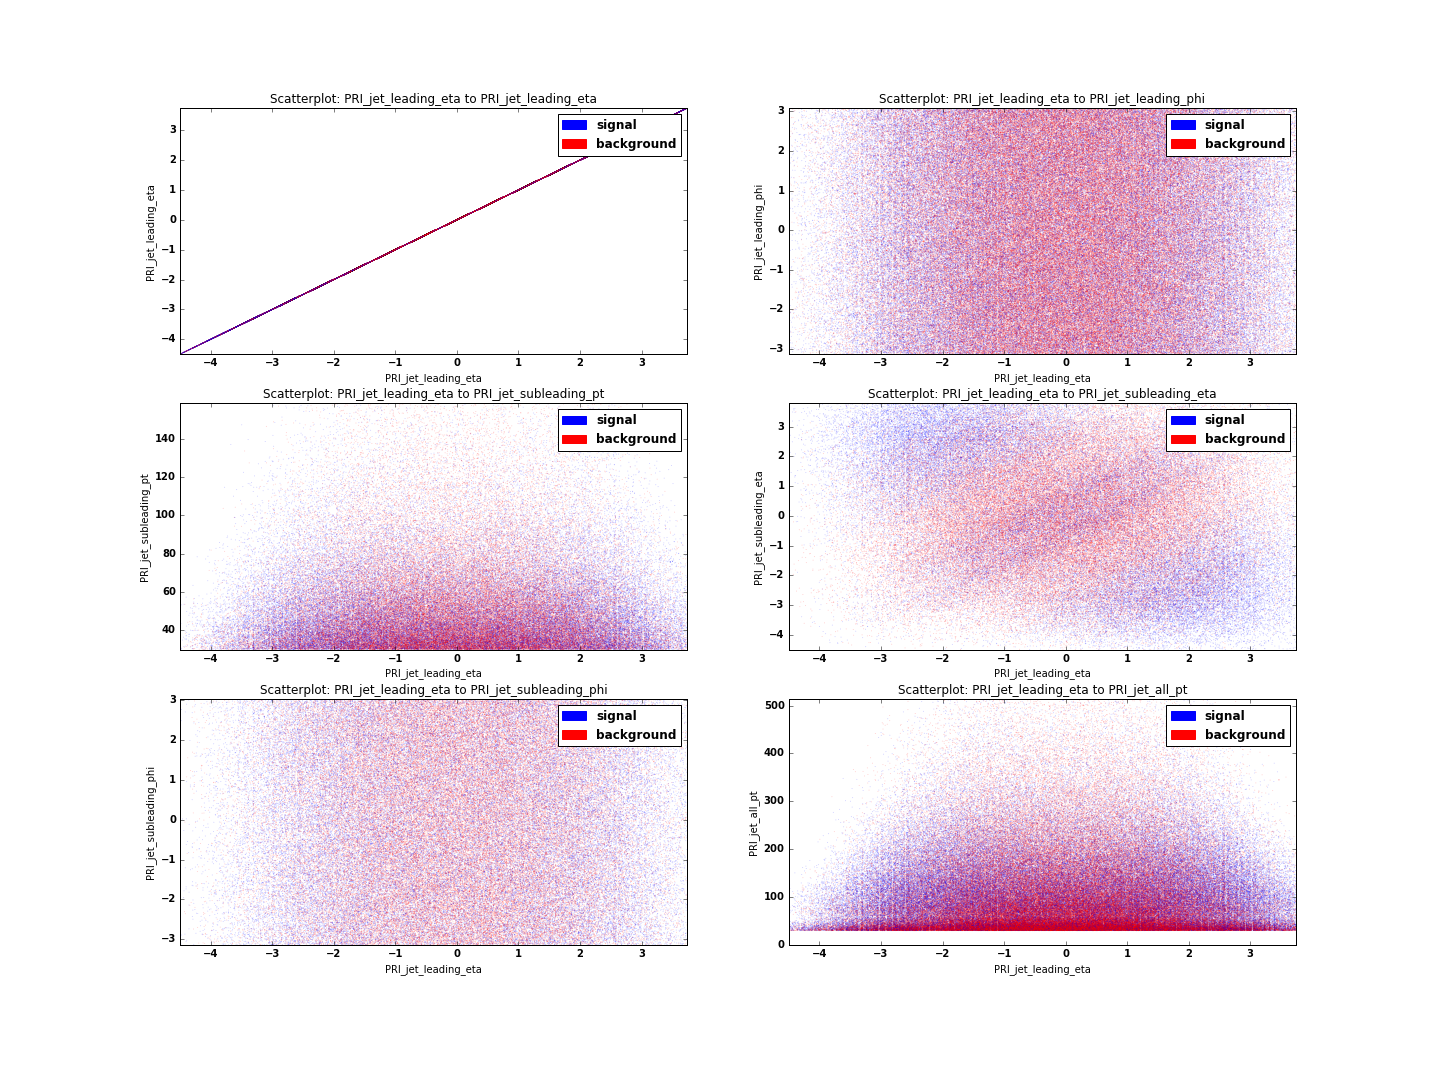 Scatterplot: PRI_jet_leading_eta to PRI_jet_leading_eta
signal
background
3
2
1
0
−1
−2
−3
−4
PRI_jet_leading_eta
−4 −3 −2 −1 0 1 2 3
PRI_jet_leading_eta
Scatterplot: PRI_jet_leading_eta to PRI_jet_leading_phi
signal
background
3
2
1
0
−1
−2
−3
PRI_jet_leading_phi
−4 −3 −2 −1 0 1 2 3
PRI_jet_leading_eta
Scatterplot: PRI_jet_leading_eta to PRI_jet_subleading_pt
signal
background
140
120
100
80
60
40
PRI_jet_subleading_pt
−4 −3 −2 −1 0 1 2 3
PRI_jet_leading_eta
Scatterplot: PRI_jet_leading_eta to PRI_jet_subleading_eta
signal
background
3
2
1
0
−1
−2
−3
−4
PRI_jet_subleading_eta
−4 −3 −2 −1 0 1 2 3
PRI_jet_leading_eta
Scatterplot: PRI_jet_leading_eta to PRI_jet_subleading_phi
signal
background
3
2
1
0
−1
−2
−3
PRI_jet_subleading_phi
−4 −3 −2 −1 0 1 2 3
PRI_jet_leading_eta
Scatterplot: PRI_jet_leading_eta to PRI_jet_all_pt
signal
background
500
400
300
200
100
0
PRI_jet_all_pt
−4 −3 −2 −1 0 1 2 3
PRI_jet_leading_eta